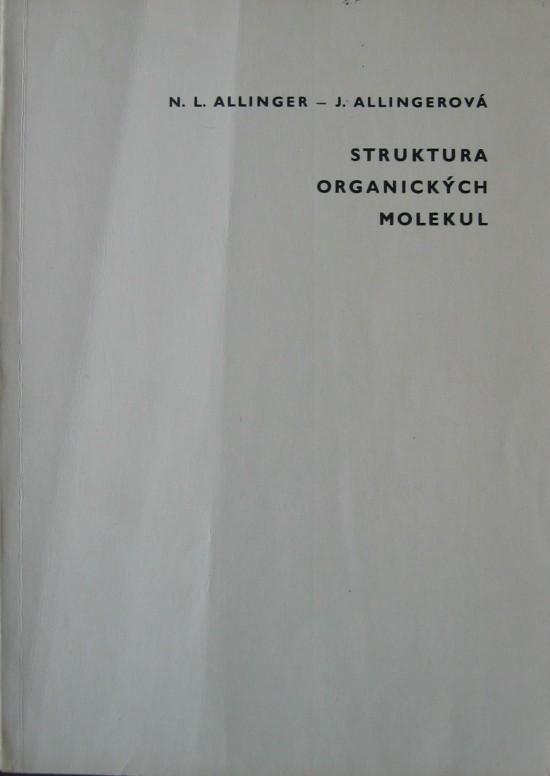 N. L. ALLINGER – J. ALLINGEROVÁ
STRUKTURA
ORGANICKÝCH
MOLEKUL